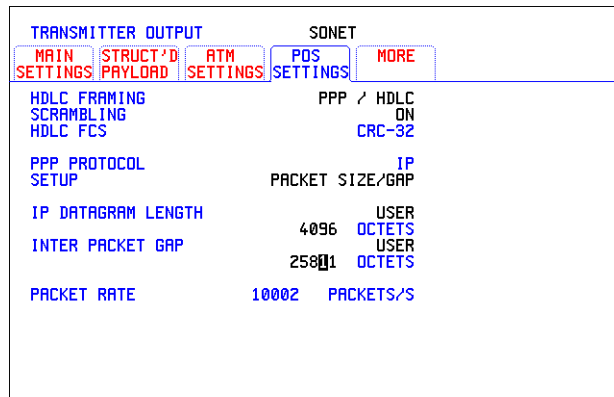 TRANSMITTER OUTPUT SONET
MAIN SETTINGS STRUCT'D PAYLOAD ATM SETTINGS POS SETTINGS MORE
HDLC FRAMING PPP / HDLC
SCRAMBLING ON
HDLC FCS CRC-32
PPP PROTOCOL IP
SETUP PACKET SIZE/GAP
IP DATAGRAM LENGTH USER
4096 OCTETS
INTER PACKET GAP USER
25811 OCTETS
PACKET RATE 10002 PACKETS/S